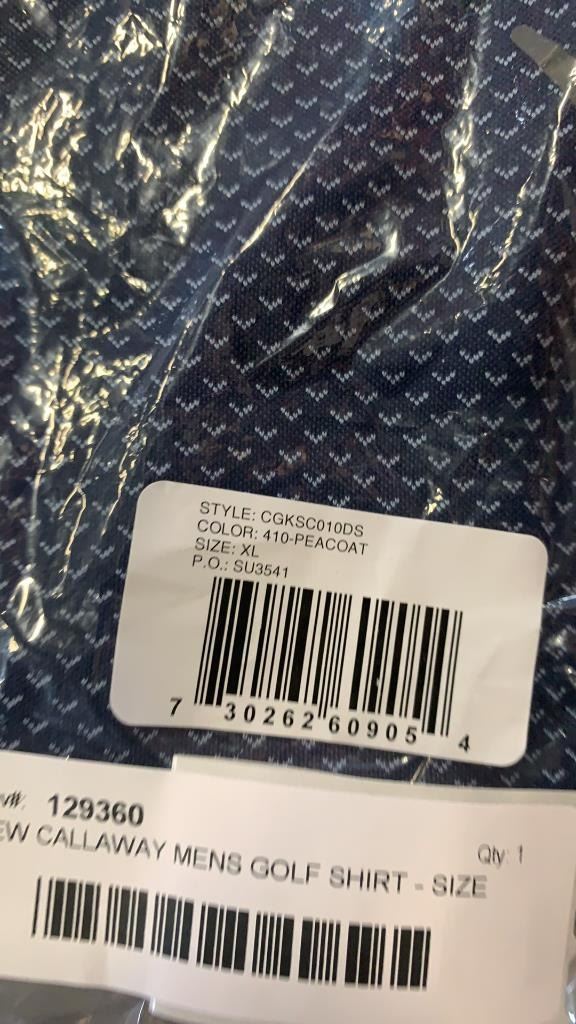 STYLE: CGKSC010DS
COLOR: 410-PEACOAT
SIZE: XL
P.O.: SU3541
7 30262 60905 4
129360
Qty: 1
CALLAWAY MENS GOLF SHIRT - SIZE